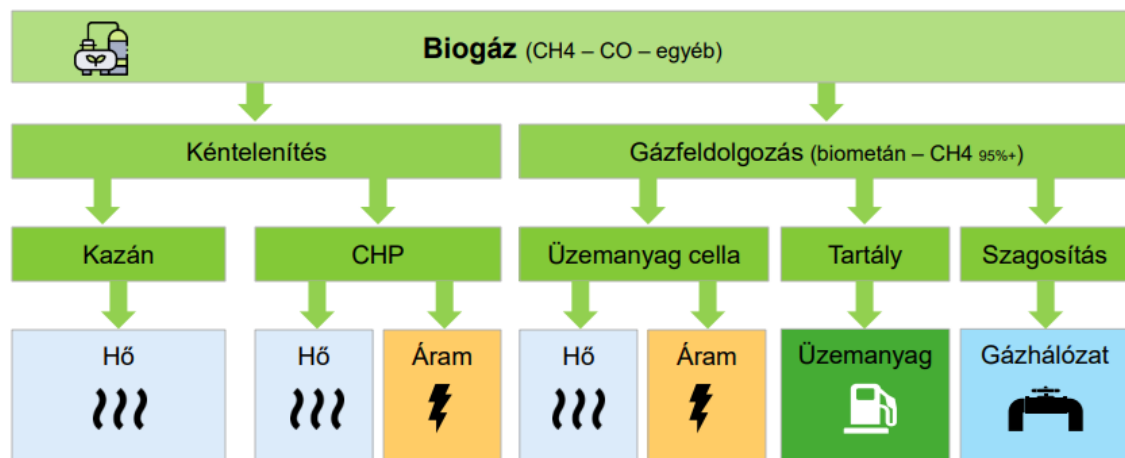 Biogáz (CH4 – CO – egyéb)
Kéntelenítés
Gázfeldolgozás (biometán – CH4 95%+)
Kazán
CHP
Üzemanyag cella
Tartály
Szagosítás
Hő
Hő
Áram
Hő
Áram
Üzemanyag
Gázhálózat